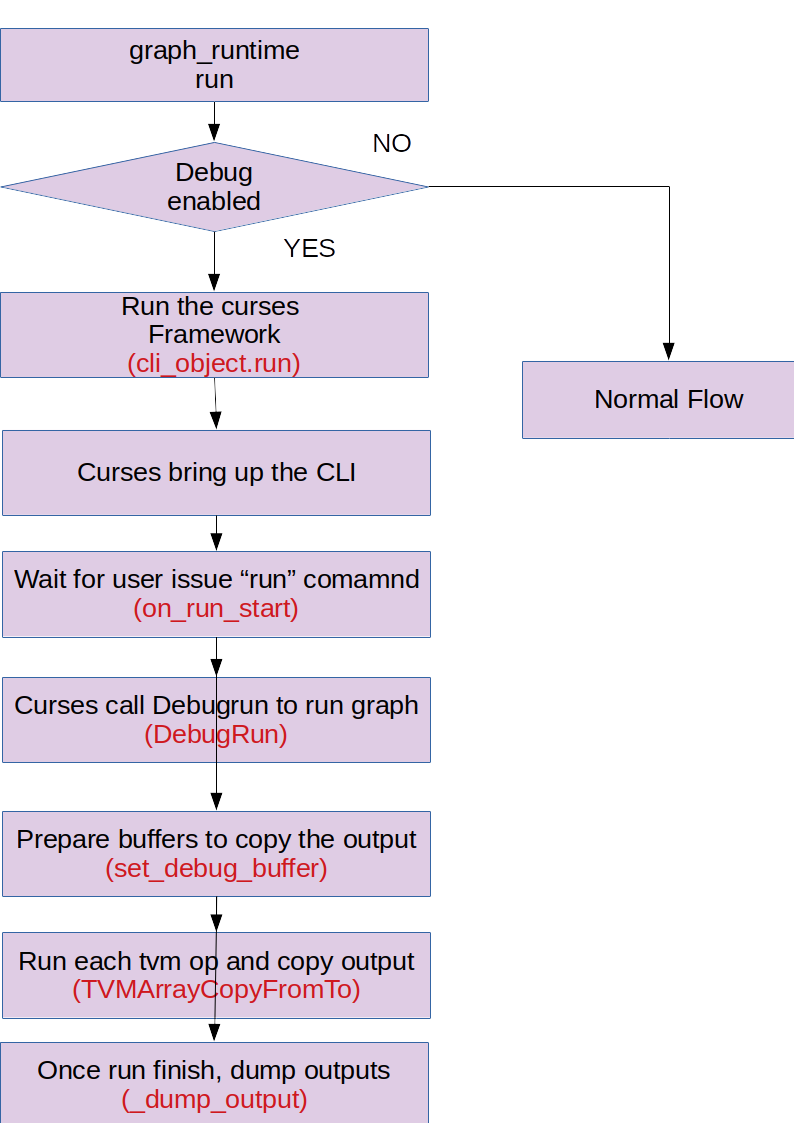 graph_runtime
run
NO
Debug
enabled
YES
Run the curses
Framework
(cli_object.run)
Normal Flow
Curses bring up the CLI
Wait for user issue “run” comamnd
(on_run_start)
Curses call Debugrun to run graph
(DebugRun)
Prepare buffers to copy the output
(set_debug_buffer)
Run each tvm op and copy output
(TVMArrayCopyFromTo)
Once run finish, dump outputs
(_dump_output)